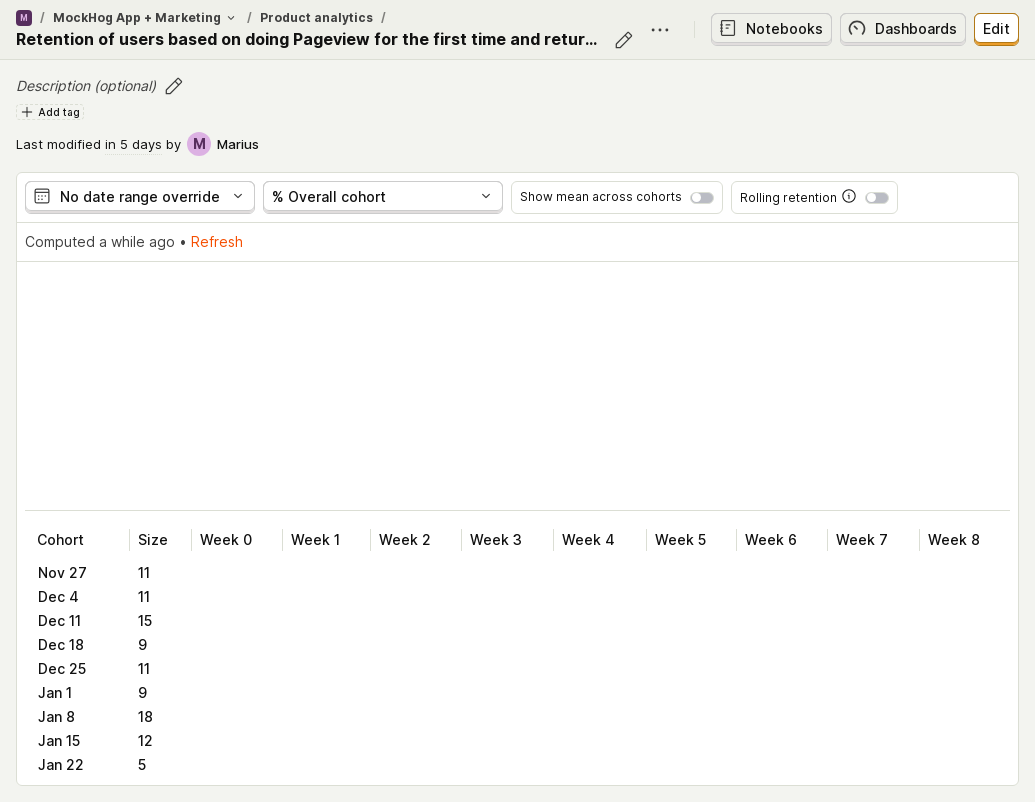 M / MockHog App + Marketing / Product analytics /
Retention of users based on doing Pageview for the first time and retur...
Notebooks
Dashboards
Edit
Description (optional)
Add tag
Last modified in 5 days by M Marius
No date range override
% Overall cohort
Show mean across cohorts
Rolling retention
Computed a while ago • Refresh
Cohort Size Week 0 Week 1 Week 2 Week 3 Week 4 Week 5 Week 6 Week 7 Week 8
Nov 27 11
Dec 4 11
Dec 11 15
Dec 18 9
Dec 25 11
Jan 1 9
Jan 8 18
Jan 15 12
Jan 22 5